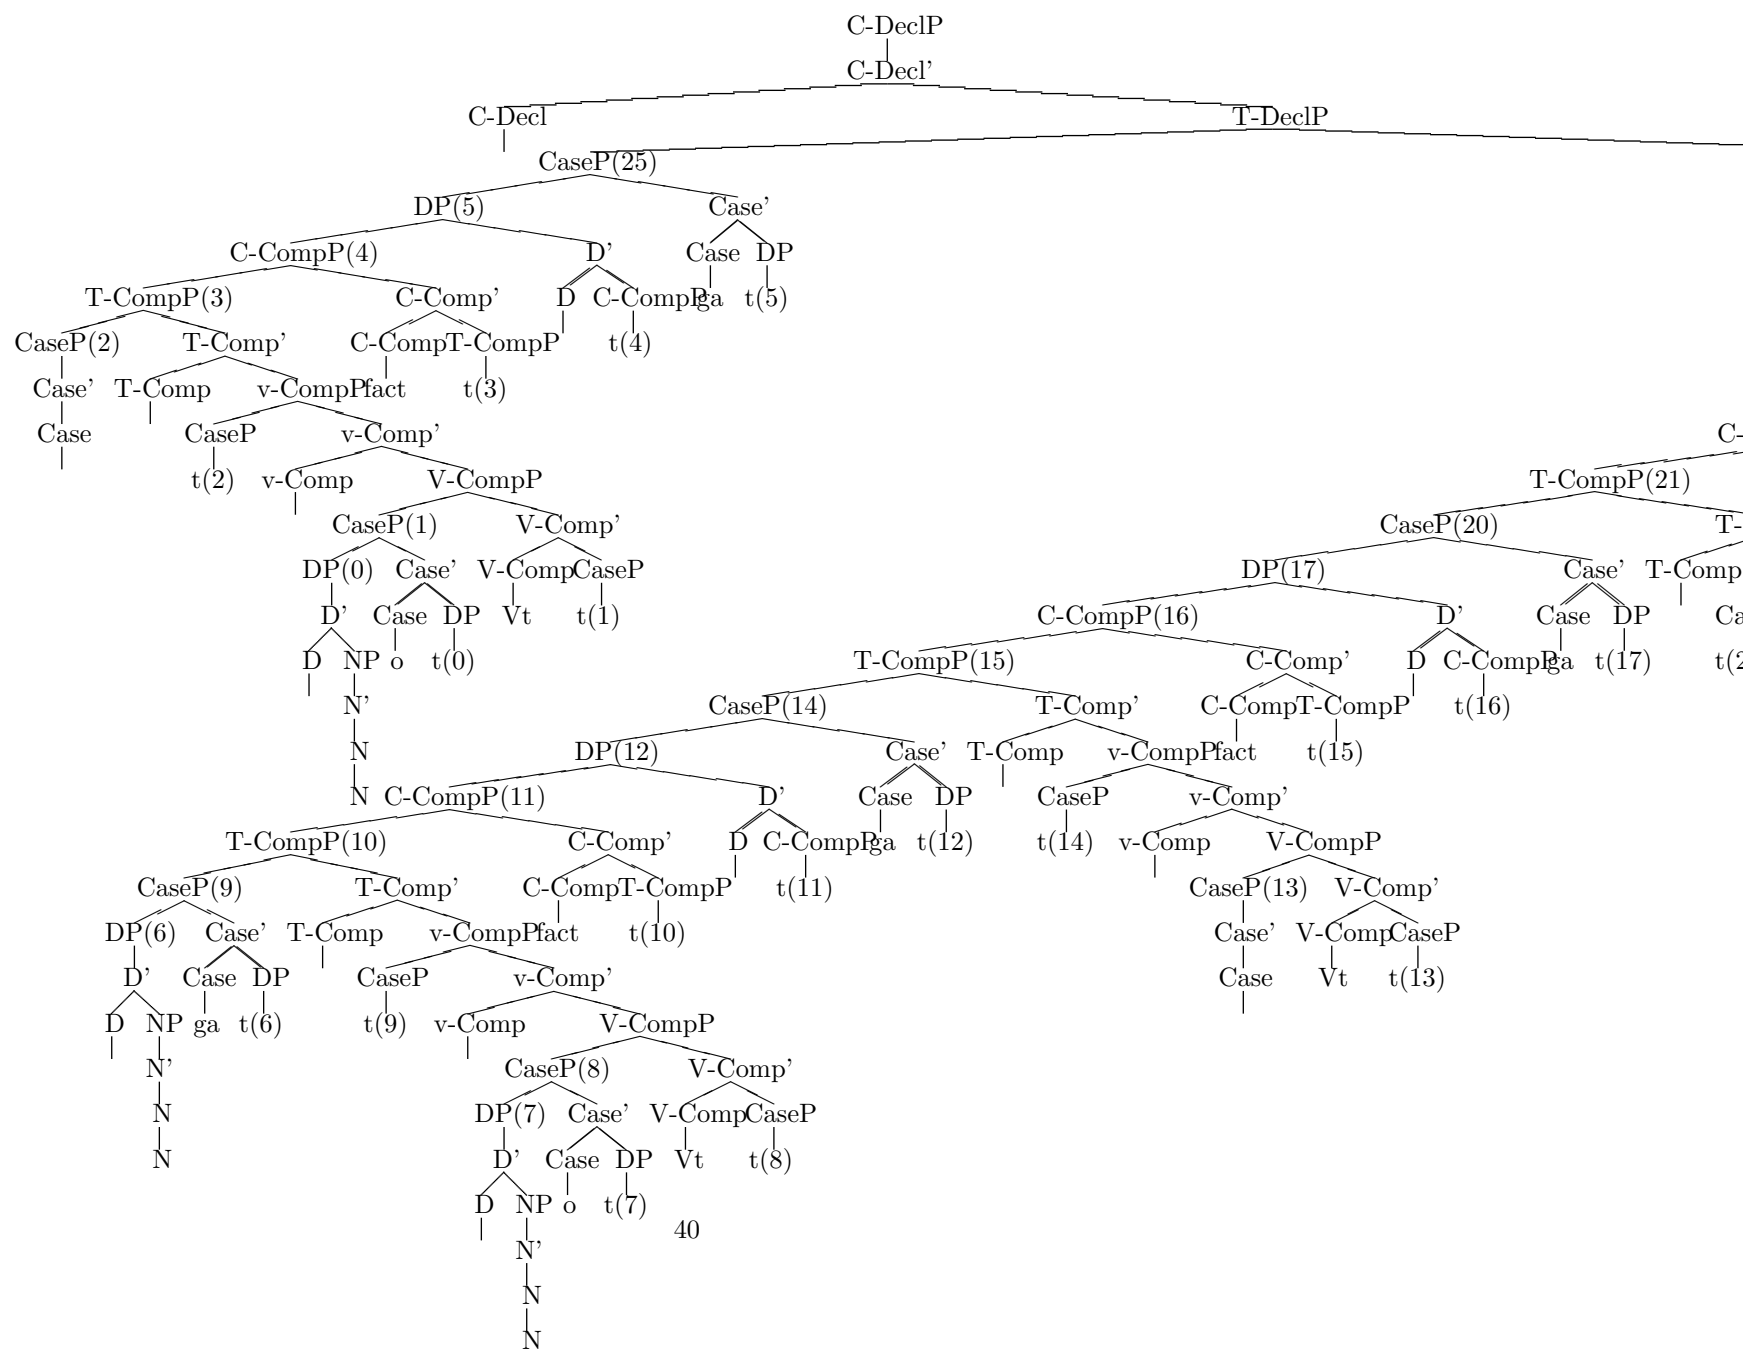 C-DeclP
C-Decl'
C-Decl T-DeclP
CaseP(25)
DP(5) Case'
C-CompP(4) D' Case DP
T-CompP(3) C-Comp' D C-CompP ga t(5)
CaseP(2) T-Comp' C-Comp T-CompP t(4)
Case' T-Comp v-CompP fact t(3)
Case CaseP v-Comp' C-
t(2) v-Comp V-CompP T-CompP(21)
CaseP(1) V-Comp' CaseP(20) T-
DP(0) Case' V-Comp CaseP DP(17) Case' T-Comp
D' Case DP Vt t(1) C-CompP(16) D' Case DP Ca
D NP o t(0) T-CompP(15) C-Comp' D C-CompP ga t(17) t(2
N' CaseP(14) T-Comp' C-Comp T-CompP t(16)
N DP(12) Case' T-Comp v-CompP fact t(15)
N C-CompP(11) D' Case DP CaseP v-Comp'
T-CompP(10) C-Comp' D C-CompP ga t(12) t(14) v-Comp V-CompP
CaseP(9) T-Comp' C-Comp T-CompP t(11) CaseP(13) V-Comp'
DP(6) Case' T-Comp v-CompP fact t(10) Case' V-Comp CaseP
D' Case DP CaseP v-Comp' Case Vt t(13)
D NP ga t(6) t(9) v-Comp V-CompP
N' CaseP(8) V-Comp'
N DP(7) Case' V-Comp CaseP
N D' Case DP Vt t(8)
D NP o t(7)
40
N'
N
N